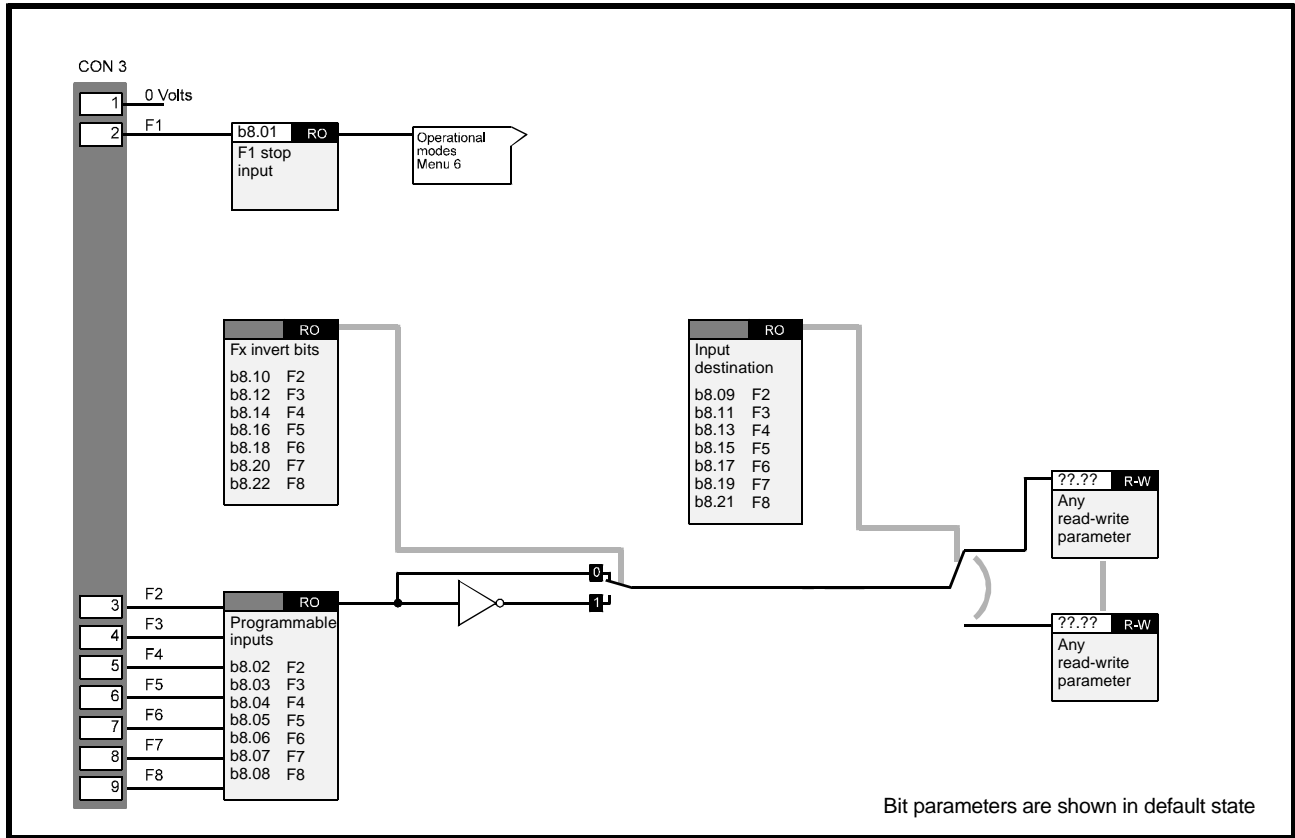 CON 3
1
0 Volts
2
F1
b8.01 RO
F1 stop
input
Operational
modes
Menu 6
RO
Fx invert bits
b8.10 F2
b8.12 F3
b8.14 F4
b8.16 F5
b8.18 F6
b8.20 F7
b8.22 F8
RO
Input
destination
b8.09 F2
b8.11 F3
b8.13 F4
b8.15 F5
b8.17 F6
b8.19 F7
b8.21 F8
??.?? R-W
Any
read-write
parameter
0
1
3
F2
4
F3
5
F4
6
F5
7
F6
8
F7
9
F8
RO
Programmable
inputs
b8.02 F2
b8.03 F3
b8.04 F4
b8.05 F5
b8.06 F6
b8.07 F7
b8.08 F8
??.?? R-W
Any
read-write
parameter
Bit parameters are shown in default state